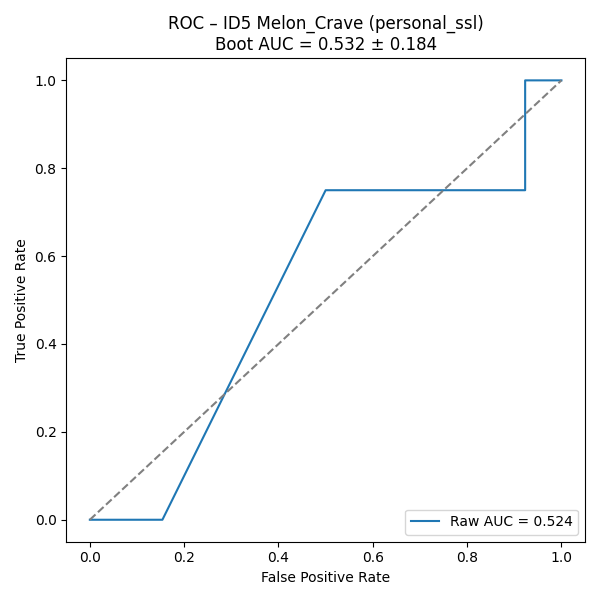 ROC – ID5 Melon_Crave (personal_ssl)
Boot AUC = 0.532 ± 0.184
1.0
0.8
0.6
0.4
0.2
0.0
True Positive Rate
Raw AUC = 0.524
0.0 0.2 0.4 0.6 0.8 1.0
False Positive Rate